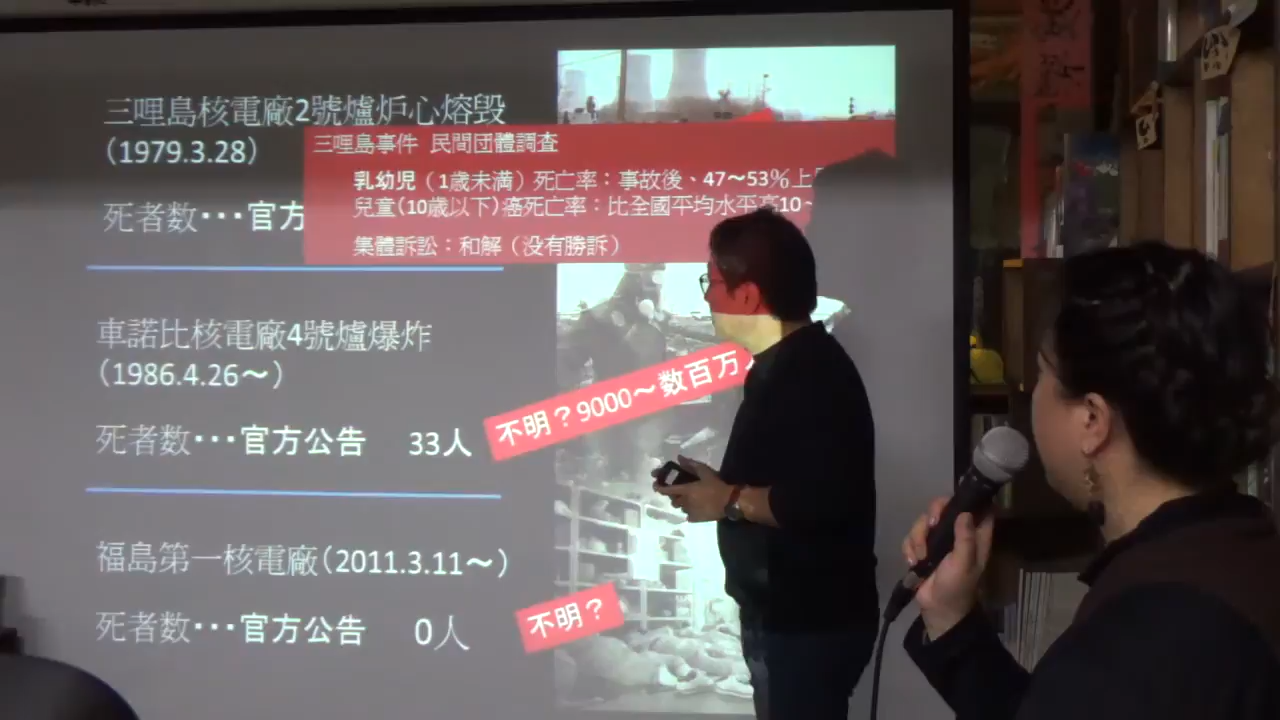 三哩島核電廠2號爐炉心熔毀
(1979.3.28)
三哩島事件 民間団體調査
乳幼児（1歳未満）死亡率：事故後、47～53%上
兒童(10歳以下)癌死亡率：比全國平均水平高10~
集體訴訟：和解（没有勝訴）
死者数･･･官方
車諾比核電廠4號爐爆炸
(1986.4.26～)
死者数･･･官方公告 33人
不明？9000～数百万
福島第一核電廠(2011.3.11～)
死者数･･･官方公告 0人
不明？